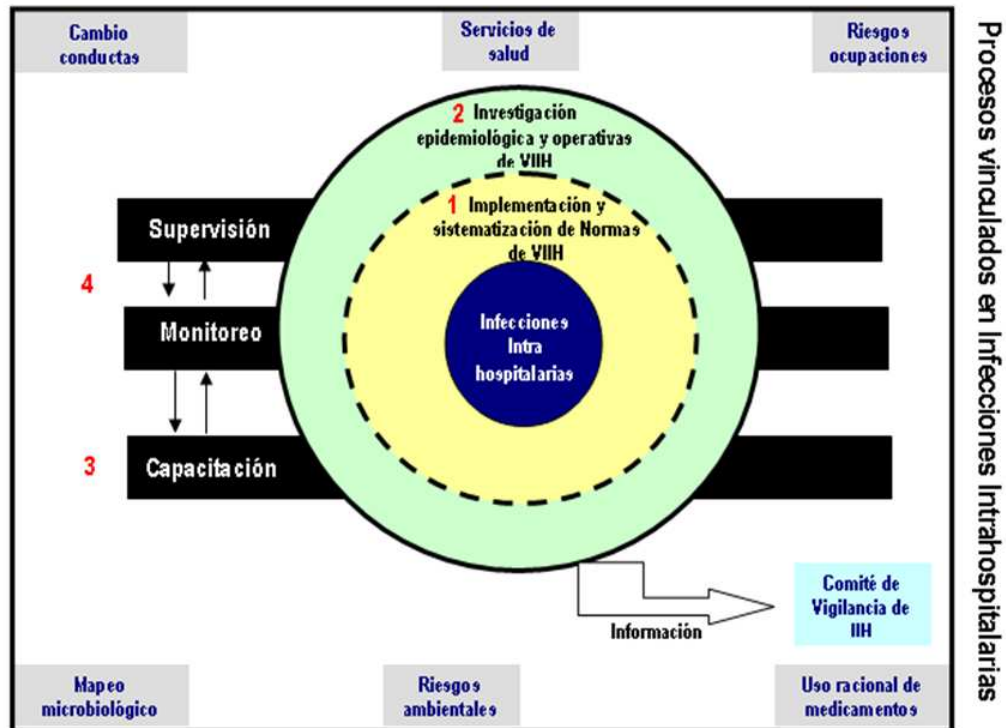 Cambio
conductas
Servicios de
salud
Riesgos
ocupaciones
2 Investigación
epidemiológica y operativas
de VIIH
1 Implementación y
sistematización de Normas
de VIIH
Supervisión
4
Monitoreo
Infecciones
Intra
hospitalarias
3
Capacitación
Información
Comité de
Vigilancia de
IIH
Mapeo
microbiológico
Riesgos
ambientales
Uso racional de
medicamentos
Procesos vinculados en Infecciones Intrahospitalarias